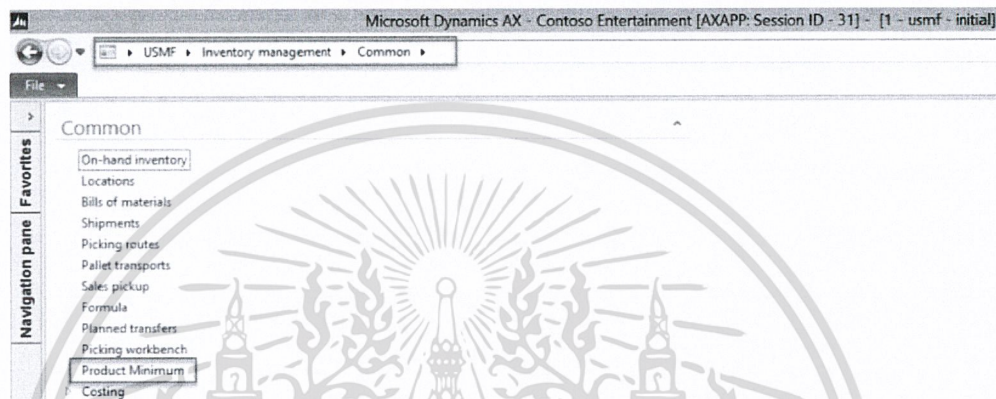 Microsoft Dynamics AX - Contoso Entertainment [AXAPP: Session ID - 31] - [1 - usmf - initial]
USMF Inventory management Common
File
Common
On-hand inventory
Locations
Bills of materials
Shipments
Picking routes
Pallet transports
Sales pickup
Formula
Planned transfers
Picking workbench
Product Minimum
Costing
Favorites
Navigation pane